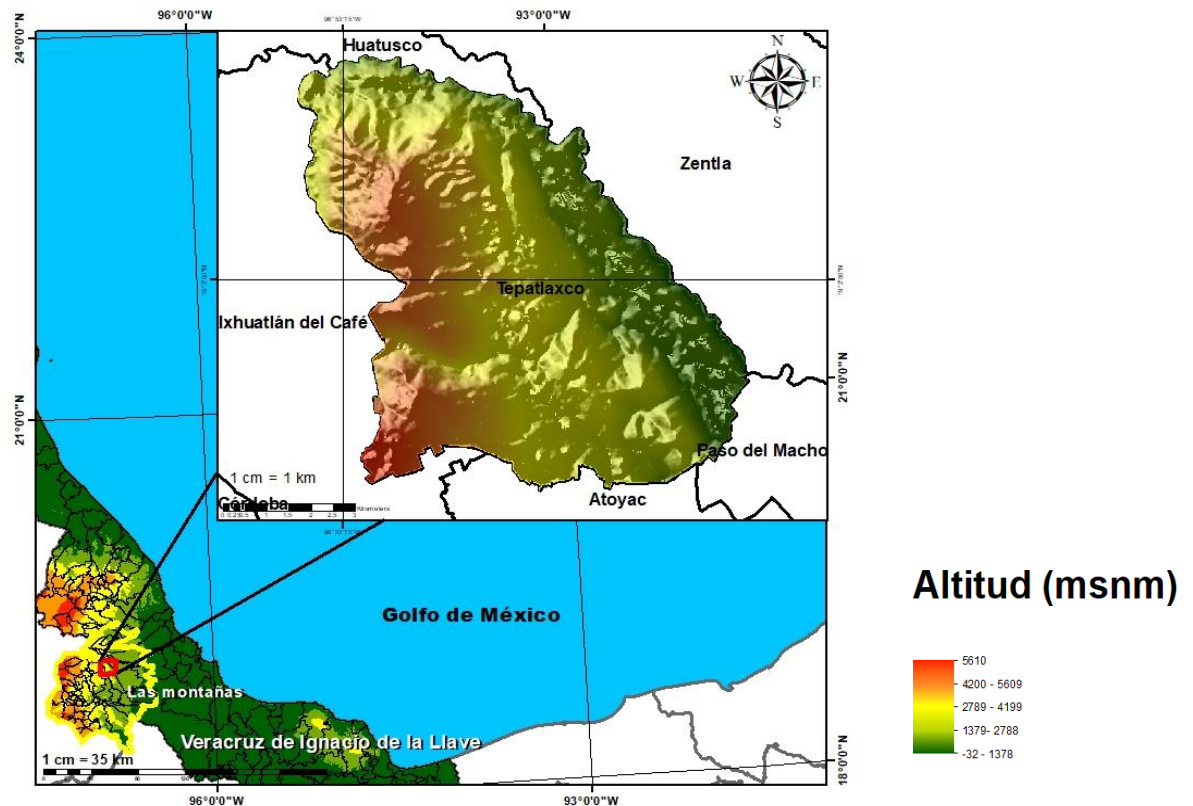 96°0'0"W
93°0'0"W
24°0'0"N
Huatusco
N
W
E
S
Zentla
Tepatlaxco
Ixhuatlán del Café
21°0'0"N
21°0'0"N
Paso del Macho
1 cm = 1 km
Córdoba
Kilometers
Atoyac
Golfo de México
Las montañas
Veracruz de Ignacio de la Llave
1 cm = 35 km
18°0'0"N
96°0'0"W
93°0'0"W
Altitud (msnm)
5610
4200 - 5609
2789 - 4199
1379- 2788
-32 - 1378